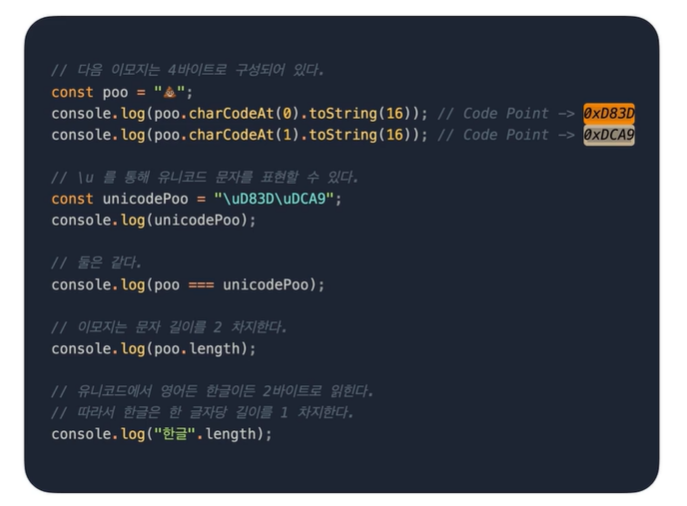 // 다음 이모지는 4바이트로 구성되어 있다.
const poo = "💩";
console.log(poo.charCodeAt(0).toString(16)); // Code Point -> 0xD83D
console.log(poo.charCodeAt(1).toString(16)); // Code Point -> 0xDCA9
// \u 를 통해 유니코드 문자를 표현할 수 있다.
const unicodePoo = "\uD83D\uDCA9";
console.log(unicodePoo);
// 둘은 같다.
console.log(poo === unicodePoo);
// 이모지는 문자 길이를 2 차지한다.
console.log(poo.length);
// 유니코드에서 영어든 한글이든 2바이트로 읽힌다.
// 따라서 한글은 한 글자당 길이를 1 차지한다.
console.log("한글".length);